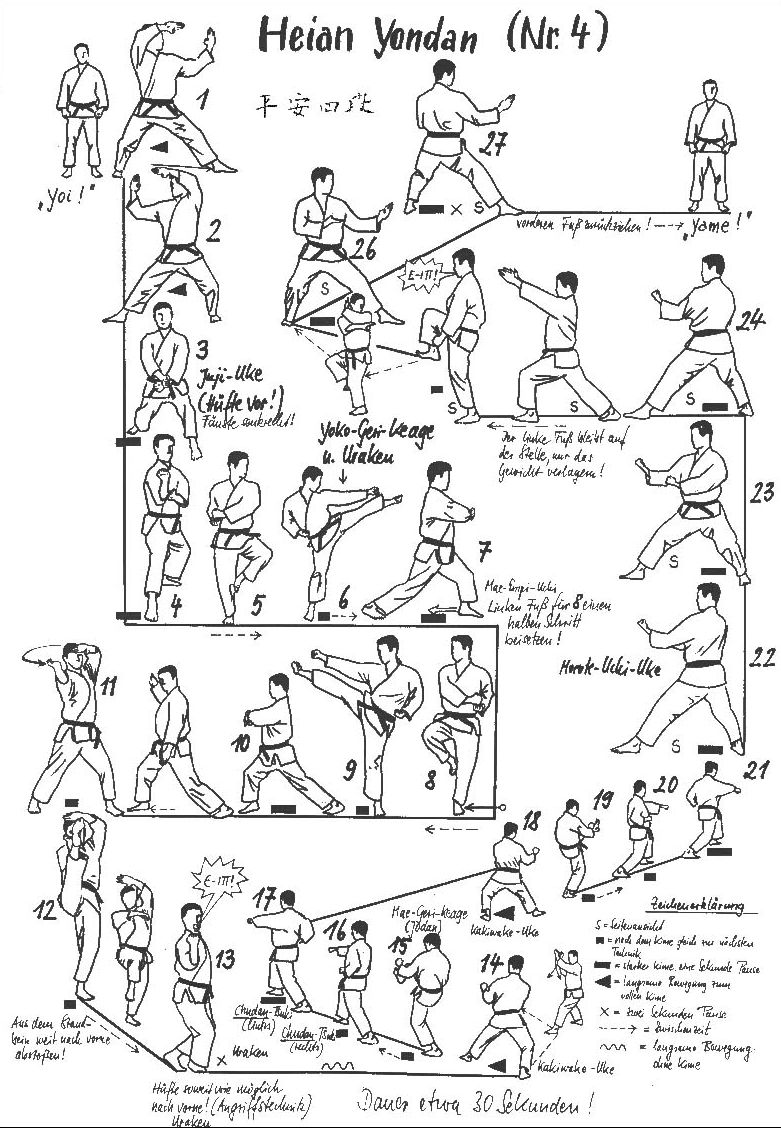 Heian Yondan (Nr. 4)
平安四段
1
„Yoi!"
2
26
27
S
vorderen Fuß zurückziehen! „Yame!"
E-III!
3
Juji-Uke
(Hüfte vor!)
Fäuste senkrecht!
S
S
S
24
S
Yoko-Geri-Keage
u. Uraken
Der linke Fuß bleibt auf
der Stelle, nur das
Gewicht verlagern!
23
S
4
5
6
7
Mae-Empi-Uchi
Linken Fuß für 8 einen
halben Schritt
beisetzen!
Morote-Uchi-Uke
22
S
11
10
9
8
12
E-III!
13
17
16
Mae-Geri-Keage
(Jodan)
15
14
18
Kakiwake-Uke
19
20
21
Zeichenerklärung
S = Seitenansicht
= nach dem Kime gleich zur nächsten
Technik
= starker Kime, eine Sekunde Pause
= langsame Bewegung zum
vollen Kime
X = zwei Sekunden Pause
= Zwischenzeit
= langsame Bewegung
ohne Kime
Chudan-Tsuki
(links)
Chudan-Tsuki
(rechts)
Aus dem Stand-
bein weit nach vorne
abstoßen!
X Uraken
Kakiwake-Uke
Hüfte soweit wie möglich
nach vorne! (Angriffstechnik)
Uraken
Dauer etwa 30 Sekunden!